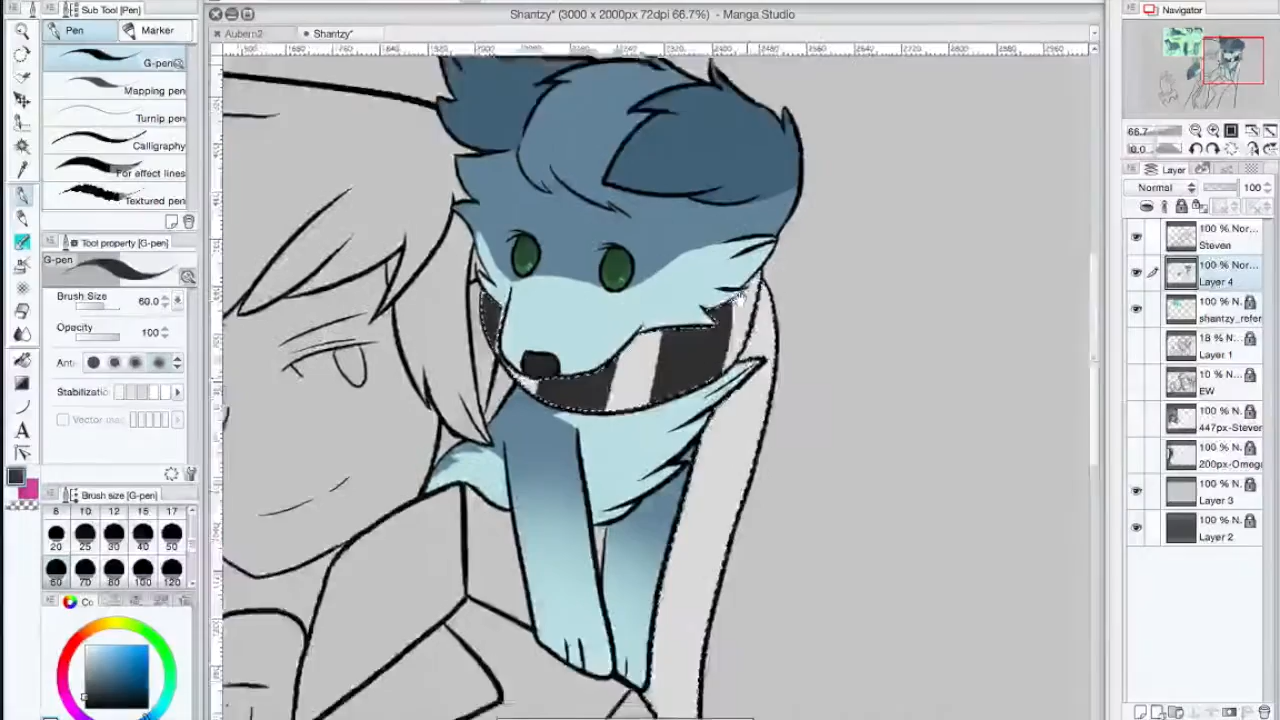 Sub Tool [Pen]
Pen
Marker
G-pen
Mapping pen
Turnip pen
Calligraphy
For effect lines
Textured pen
Tool property [G-pen]
G-pen
Brush Size 60.0
Opacity 100
Anti-
Stabilization
Vector
Brush size [G-pen]
8 10 12 15 17
20 25 30 40 50
60 70 80 100 120
Co
Shantzy* (3000 x 2000px 72dpi 66.7%) - Manga Studio
Aubern2
Shantzy*
Navigator
66.7
0.0
Layer
Normal 100
100 % Nor...
Steven
100 % Nor...
Layer 4
100 % N.
shantzy_refer
18 % N.
Layer 1
10 % N.
EW
100 % N.
447px-Steven
100 % N.
200px-Omega
100 % N.
Layer 3
100 % N.
Layer 2